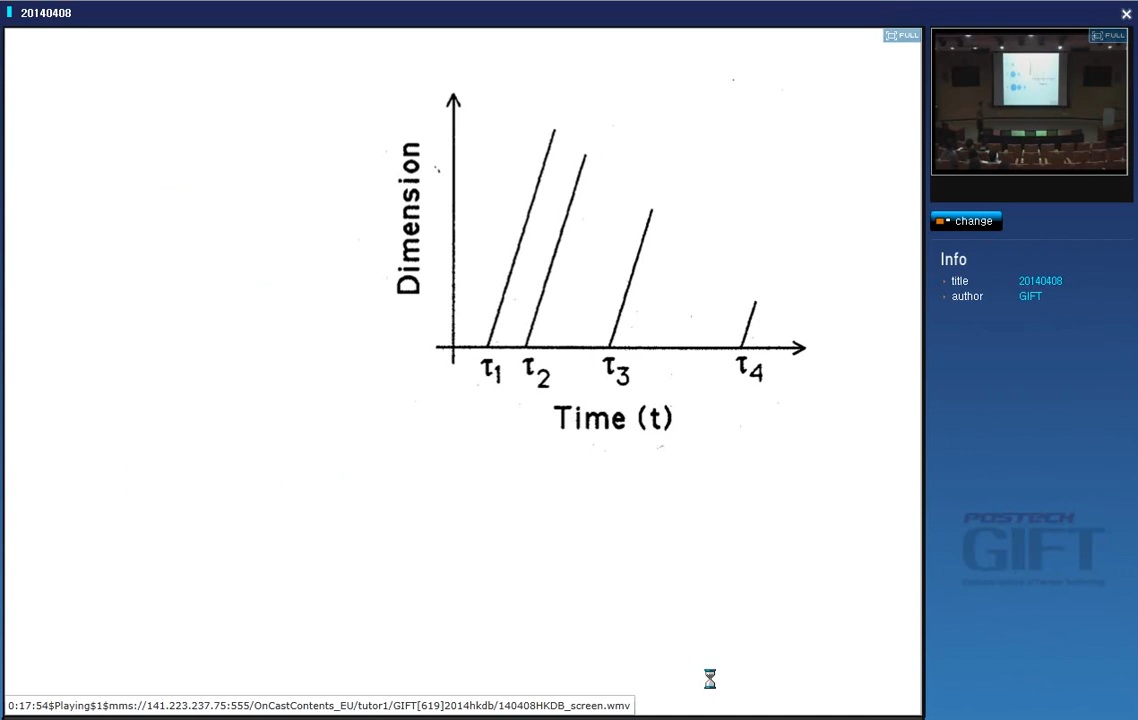 20140408
FULL
FULL
Dimension
τ1 τ2 τ3 τ4
Time (t)
change
Info
title 20140408
author GIFT
POSTECH
GIFT
0:17:54$Playing$1$mms://141.223.237.75:555/OnCastContents_EU/tutor1/GIFT[619]2014hkdb/140408HKDB_screen.wmv